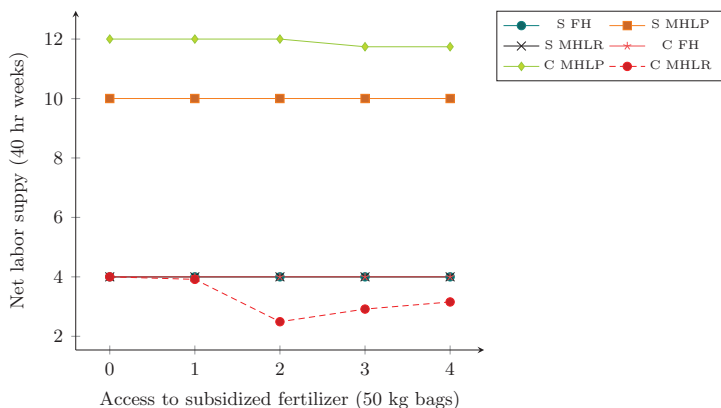 12
10
8
6
4
2
Net labor suppy (40 hr weeks)
0 1 2 3 4
Access to subsidized fertilizer (50 kg bags)
S FH S MHLP
S MHLR C FH
C MHLP C MHLR